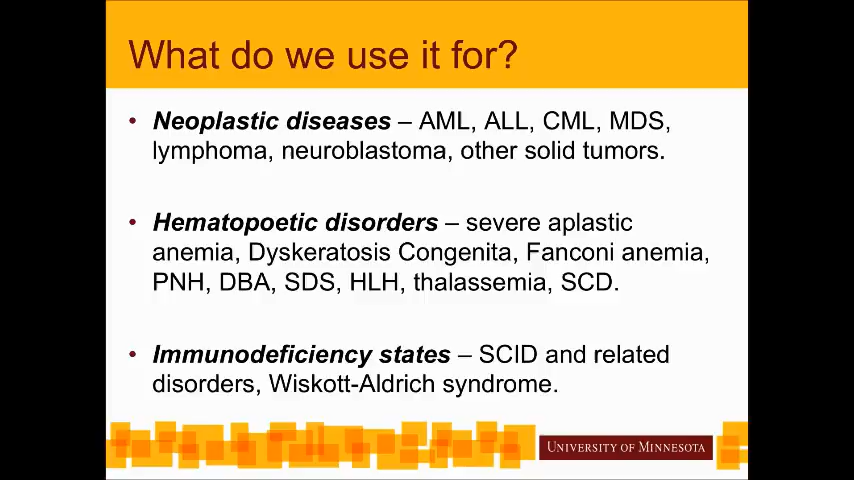 What do we use it for?
• Neoplastic diseases – AML, ALL, CML, MDS,
lymphoma, neuroblastoma, other solid tumors.
• Hematopoetic disorders – severe aplastic
anemia, Dyskeratosis Congenita, Fanconi anemia,
PNH, DBA, SDS, HLH, thalassemia, SCD.
• Immunodeficiency states – SCID and related
disorders, Wiskott-Aldrich syndrome.
UNIVERSITY OF MINNESOTA